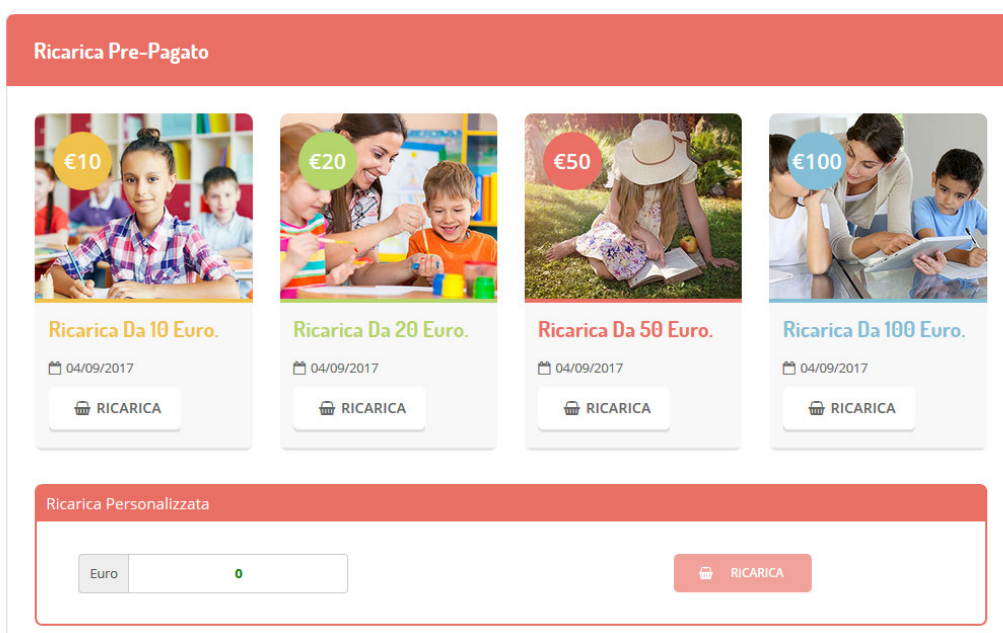 Ricarica Pre-Pagato
€10
€20
€50
€100
Ricarica Da 10 Euro.
Ricarica Da 20 Euro.
Ricarica Da 50 Euro.
Ricarica Da 100 Euro.
04/09/2017
04/09/2017
04/09/2017
04/09/2017
RICARICA
RICARICA
RICARICA
RICARICA
Ricarica Personalizzata
Euro 0
RICARICA